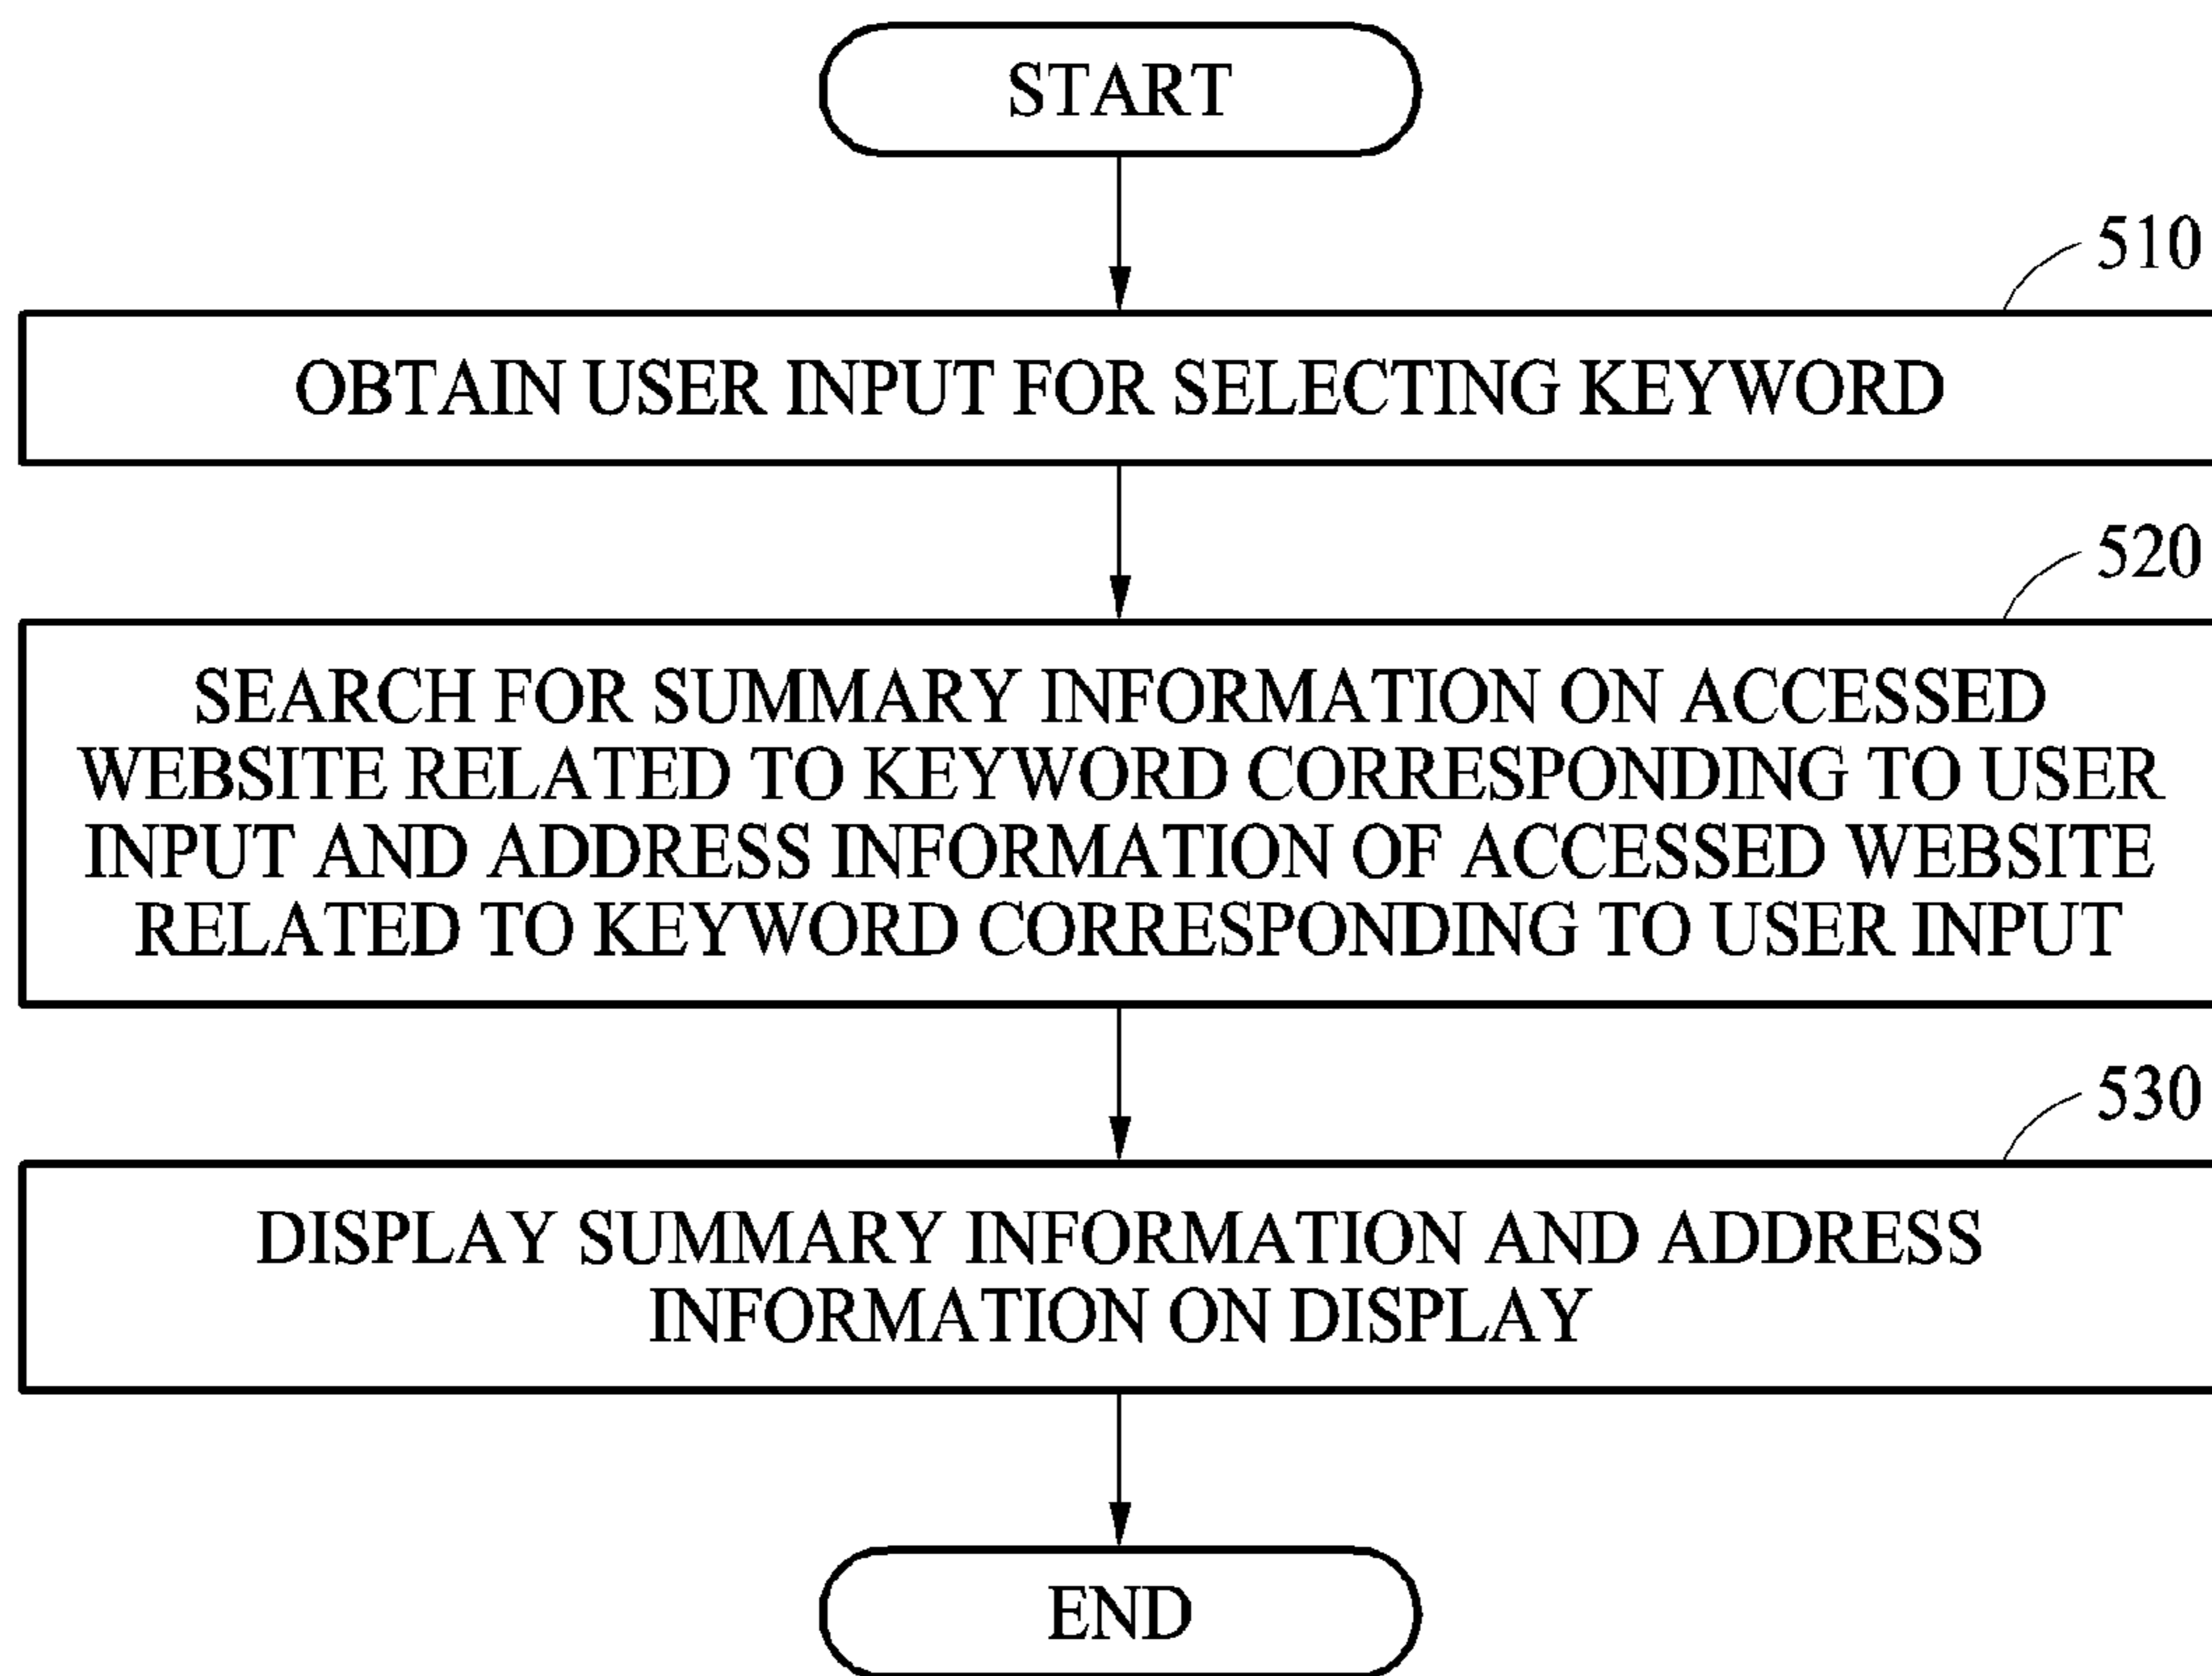 START
510
OBTAIN USER INPUT FOR SELECTING KEYWORD
520
SEARCH FOR SUMMARY INFORMATION ON ACCESSED
WEBSITE RELATED TO KEYWORD CORRESPONDING TO USER
INPUT AND ADDRESS INFORMATION OF ACCESSED WEBSITE
RELATED TO KEYWORD CORRESPONDING TO USER INPUT
530
DISPLAY SUMMARY INFORMATION AND ADDRESS
INFORMATION ON DISPLAY
END